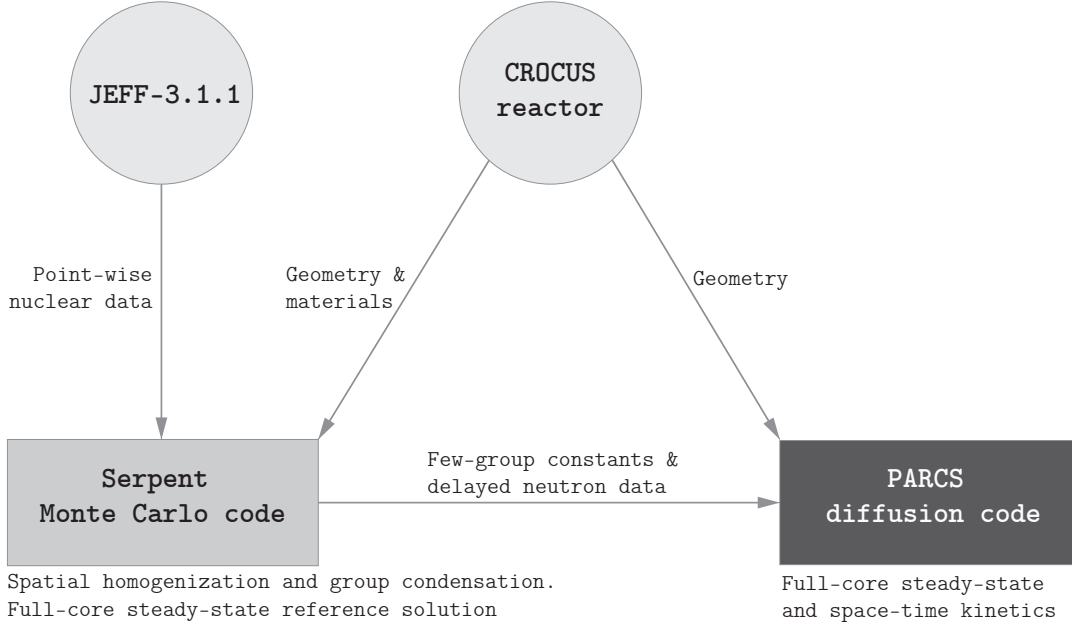 JEFF-3.1.1
CROCUS
reactor
Point-wise
nuclear data
Geometry &
materials
Geometry
Few-group constants &
delayed neutron data
Serpent
Monte Carlo code
PARCS
diffusion code
Spatial homogenization and group condensation.
Full-core steady-state reference solution
Full-core steady-state
and space-time kinetics